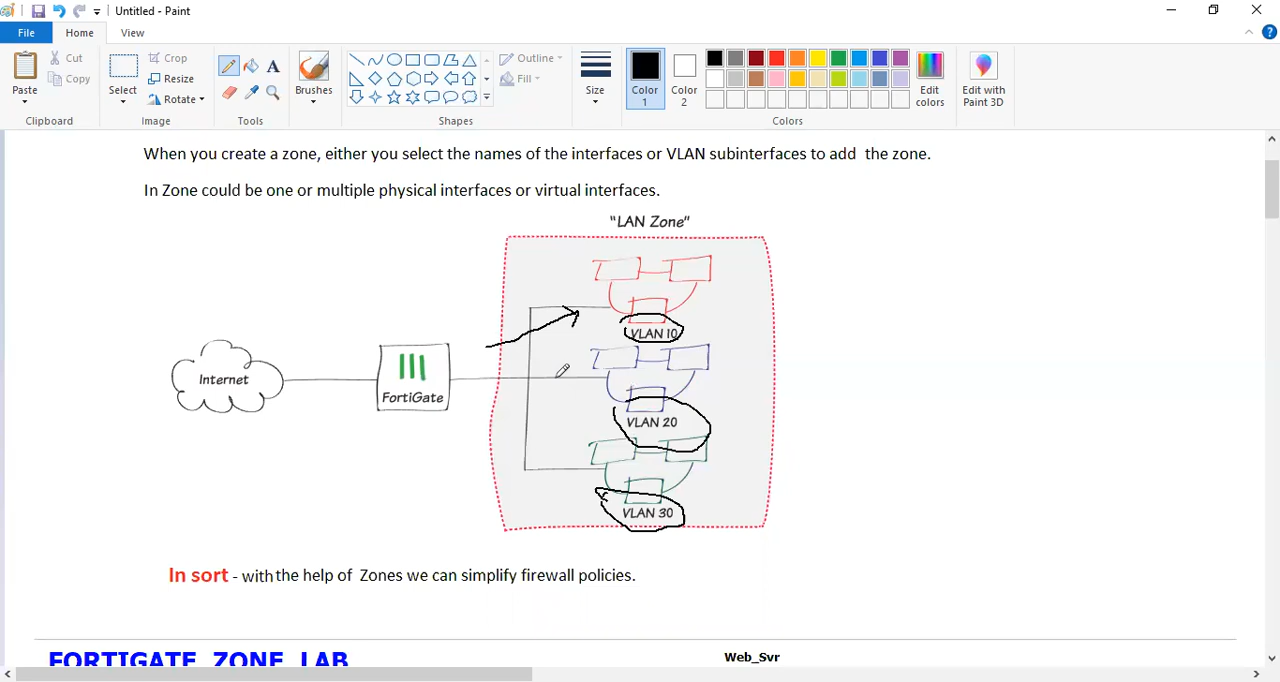 Untitled - Paint
File
Home
View
Paste
Cut
Copy
Clipboard
Select
Crop
Resize
Rotate
Image
A
Tools
Brushes
Shapes
Outline
Fill
Size
Color 1
Color 2
Edit colors
Colors
Edit with Paint 3D
When you create a zone, either you select the names of the interfaces or VLAN subinterfaces to add the zone.
In Zone could be one or multiple physical interfaces or virtual interfaces.
"LAN Zone"
VLAN 10
Internet
FortiGate
VLAN 20
VLAN 30
In sort - with the help of Zones we can simplify firewall policies.
FORTIGATE ZONE LAB
Web_Svr